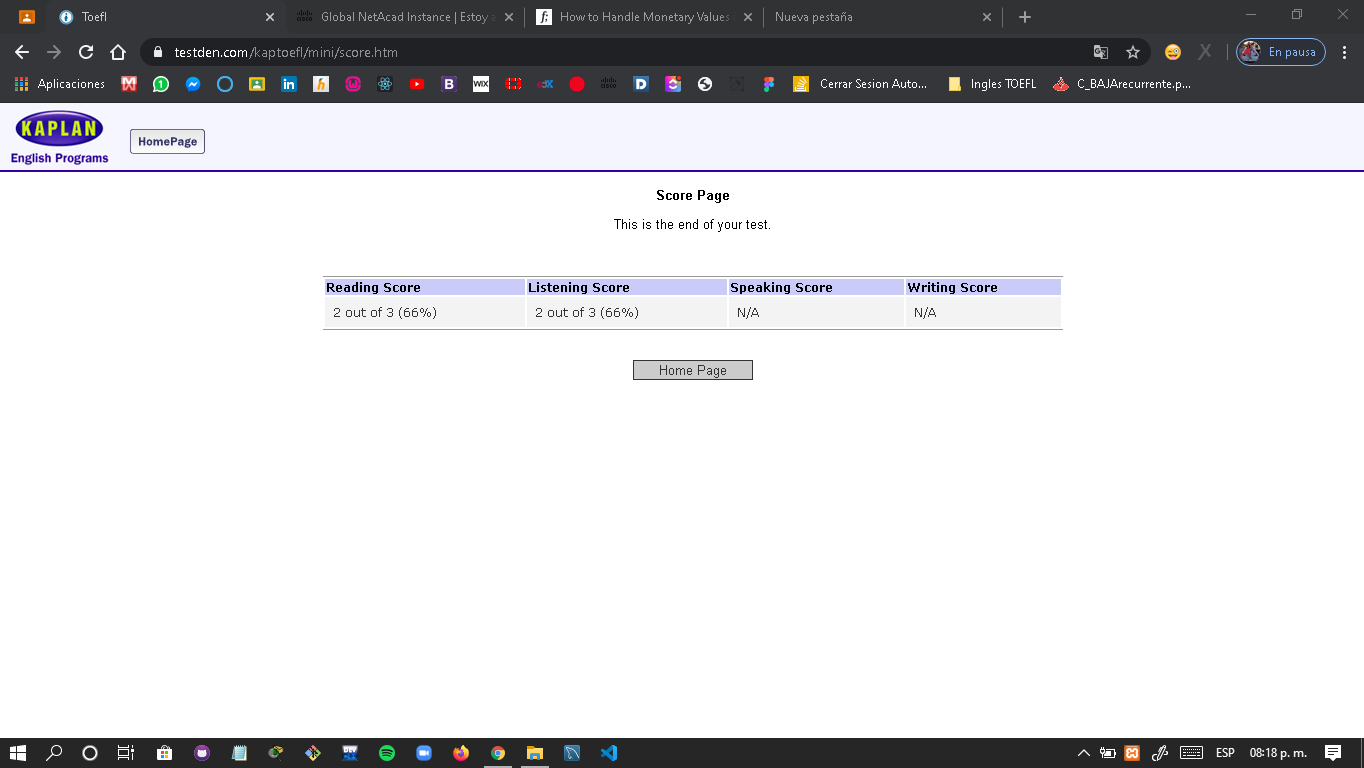 Toefl
Global NetAcad Instance | Estoy a
How to Handle Monetary Values
Nueva pestaña
testden.com/kaptoefl/mini/score.htm
En pausa
Aplicaciones
WIX
Cerrar Sesion Auto...
Ingles TOEFL
C_BAJArecurrente.p...
KAPLAN
English Programs
HomePage
Score Page
This is the end of your test.
Reading Score Listening Score Speaking Score Writing Score
2 out of 3 (66%) 2 out of 3 (66%) N/A N/A
Home Page
ESP
08:18 p. m.